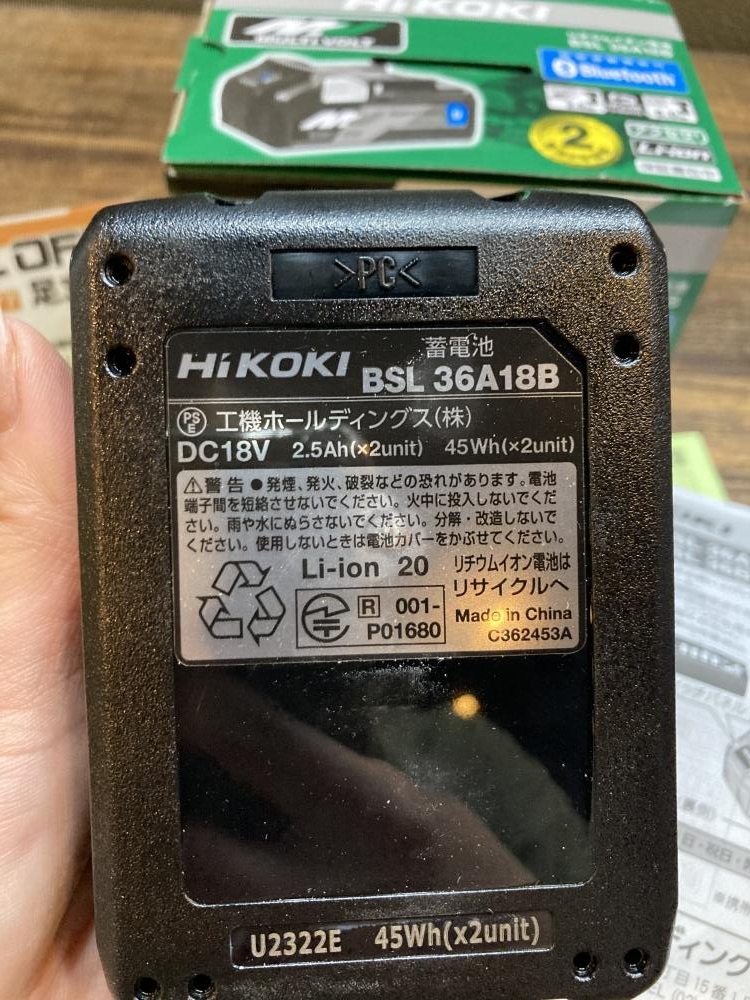 HiKOKI
MULTI VOLT
BSL 36A18
Bluetooth
2
Li-ion
足立
>PC<
HiKOKI
蓄電池
BSL 36A18B
PSE 工機ホールディングス(株)
DC18V 2.5Ah(×2unit) 45Wh(×2unit)
⚠警告 ●発煙、発火、破裂などの恐れがあります。電池
端子間を短絡させないでください。火中に投入しないでくだ
さい。雨や水にぬらさないでください。分解・改造しないで
ください。使用しないときは電池カバーをかぶせてください。
Li-ion 20
リチウムイオン電池は
リサイクルへ
R 001-
P01680
Made in China
C362453A
U2322E 45Wh(x2unit)